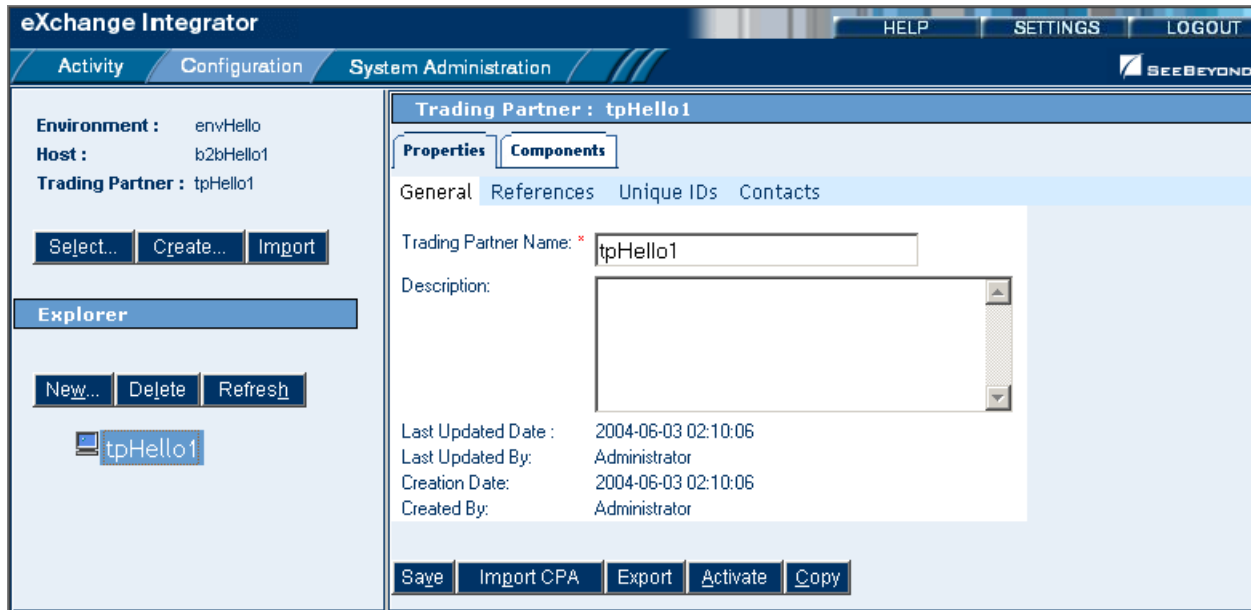 eXchange Integrator
HELP SETTINGS LOGOUT
Activity Configuration System Administration
SEEBEYOND
Environment : envHello
Host : b2bHello1
Trading Partner : tpHello1
Select... Create... Import
Explorer
New... Delete Refresh
tpHello1
Trading Partner : tpHello1
Properties Components
General References Unique IDs Contacts
Trading Partner Name: * tpHello1
Description:
Last Updated Date : 2004-06-03 02:10:06
Last Updated By: Administrator
Creation Date: 2004-06-03 02:10:06
Created By: Administrator
Save Import CPA Export Activate Copy